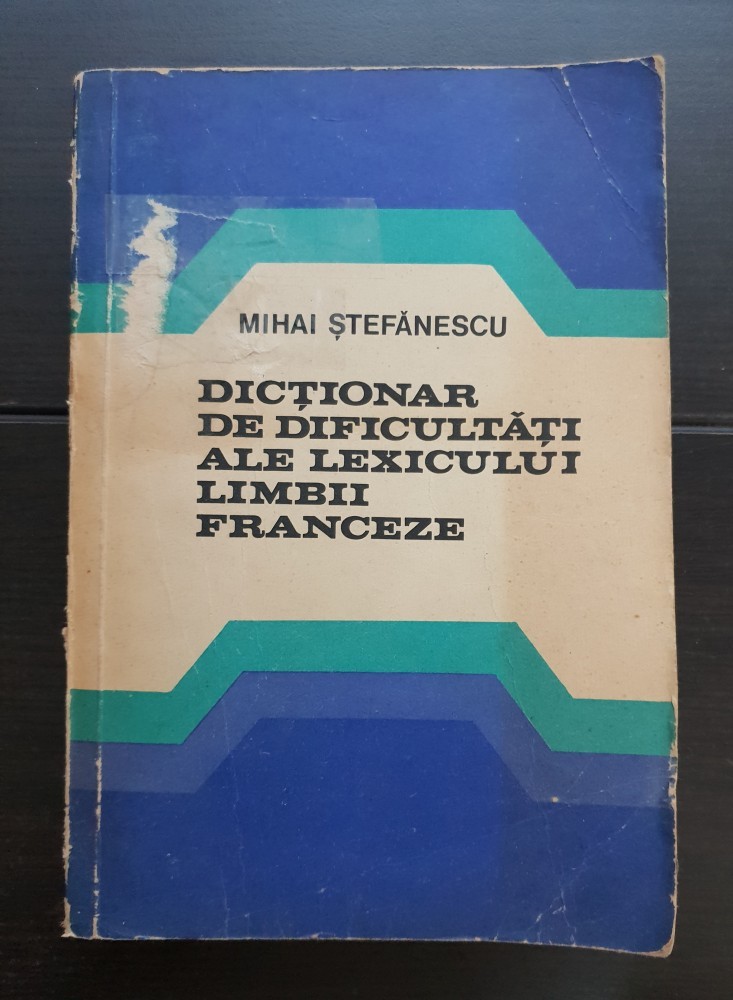 MIHAI ȘTEFĂNESCU
DICȚIONAR
DE DIFICULTĂȚI
ALE LEXICULUI
LIMBII
FRANCEZE